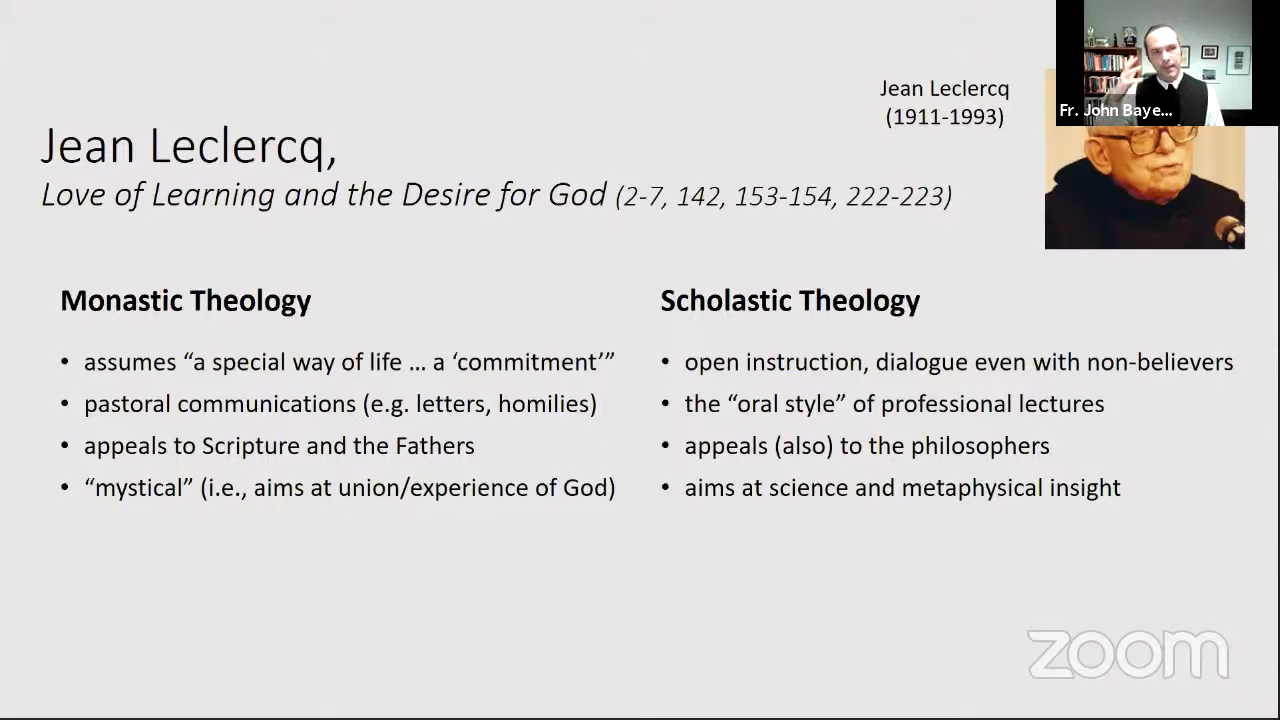 Fr. John Baye...
Jean Leclercq
(1911-1993)
Jean Leclercq,
Love of Learning and the Desire for God (2-7, 142, 153-154, 222-223)
Monastic Theology
• assumes “a special way of life … a ‘commitment’”
• pastoral communications (e.g. letters, homilies)
• appeals to Scripture and the Fathers
• “mystical” (i.e., aims at union/experience of God)
Scholastic Theology
• open instruction, dialogue even with non-believers
• the “oral style” of professional lectures
• appeals (also) to the philosophers
• aims at science and metaphysical insight
zoom